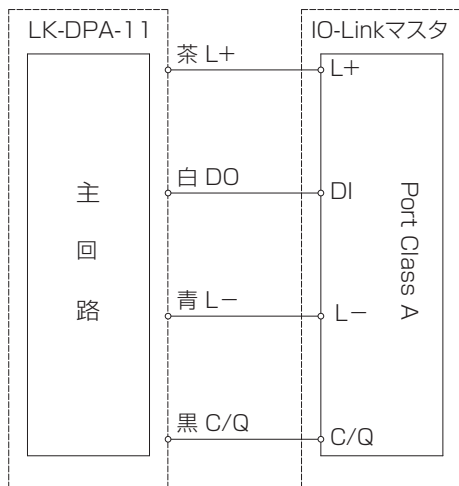 LK-DPA-11
IO-Linkマスタ
茶 L+
L+
白 DO
DI
主回路
Port Class A
青 L−
L−
黒 C/Q
C/Q